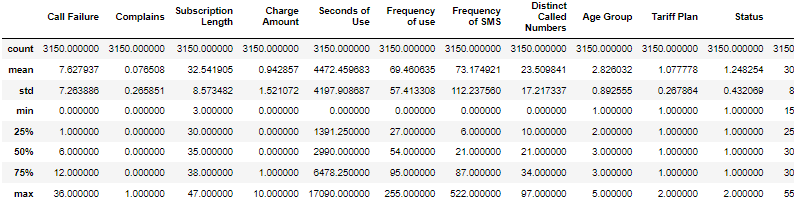 Call Failure Complains Subscription Length Charge Amount Seconds of Use Frequency of use Frequency of SMS Distinct Called Numbers Age Group Tariff Plan Status
count 3150.000000 3150.000000 3150.000000 3150.000000 3150.000000 3150.000000 3150.000000 3150.000000 3150.000000 3150.000000 3150.000000 3150
mean 7.627937 0.076508 32.541905 0.942857 4472.459683 69.460635 73.174921 23.509841 2.826032 1.077778 1.248254 30
std 7.263886 0.265851 8.573482 1.521072 4197.908687 57.413308 112.237560 17.217337 0.892555 0.267864 0.432069 8
min 0.000000 0.000000 3.000000 0.000000 0.000000 0.000000 0.000000 0.000000 1.000000 1.000000 1.000000 15
25% 1.000000 0.000000 30.000000 0.000000 1391.250000 27.000000 6.000000 10.000000 2.000000 1.000000 1.000000 25
50% 6.000000 0.000000 35.000000 0.000000 2990.000000 54.000000 21.000000 21.000000 3.000000 1.000000 1.000000 30
75% 12.000000 0.000000 38.000000 1.000000 6478.250000 95.000000 87.000000 34.000000 3.000000 1.000000 1.000000 30
max 36.000000 1.000000 47.000000 10.000000 17090.000000 255.000000 522.000000 97.000000 5.000000 2.000000 2.000000 55